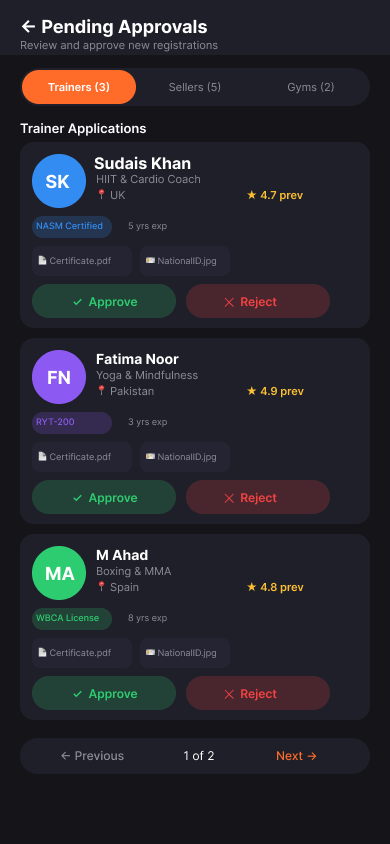 ← Pending Approvals
Review and approve new registrations
Trainers (3) Sellers (5) Gyms (2)
Trainer Applications
SK
Sudais Khan
HIIT & Cardio Coach
📍 UK ★ 4.7 prev
NASM Certified 5 yrs exp
Certificate.pdf NationalID.jpg
✓ Approve ✕ Reject
FN
Fatima Noor
Yoga & Mindfulness
📍 Pakistan ★ 4.9 prev
RYT-200 3 yrs exp
Certificate.pdf NationalID.jpg
✓ Approve ✕ Reject
MA
M Ahad
Boxing & MMA
📍 Spain ★ 4.8 prev
WBCA License 8 yrs exp
Certificate.pdf NationalID.jpg
✓ Approve ✕ Reject
← Previous 1 of 2 Next →